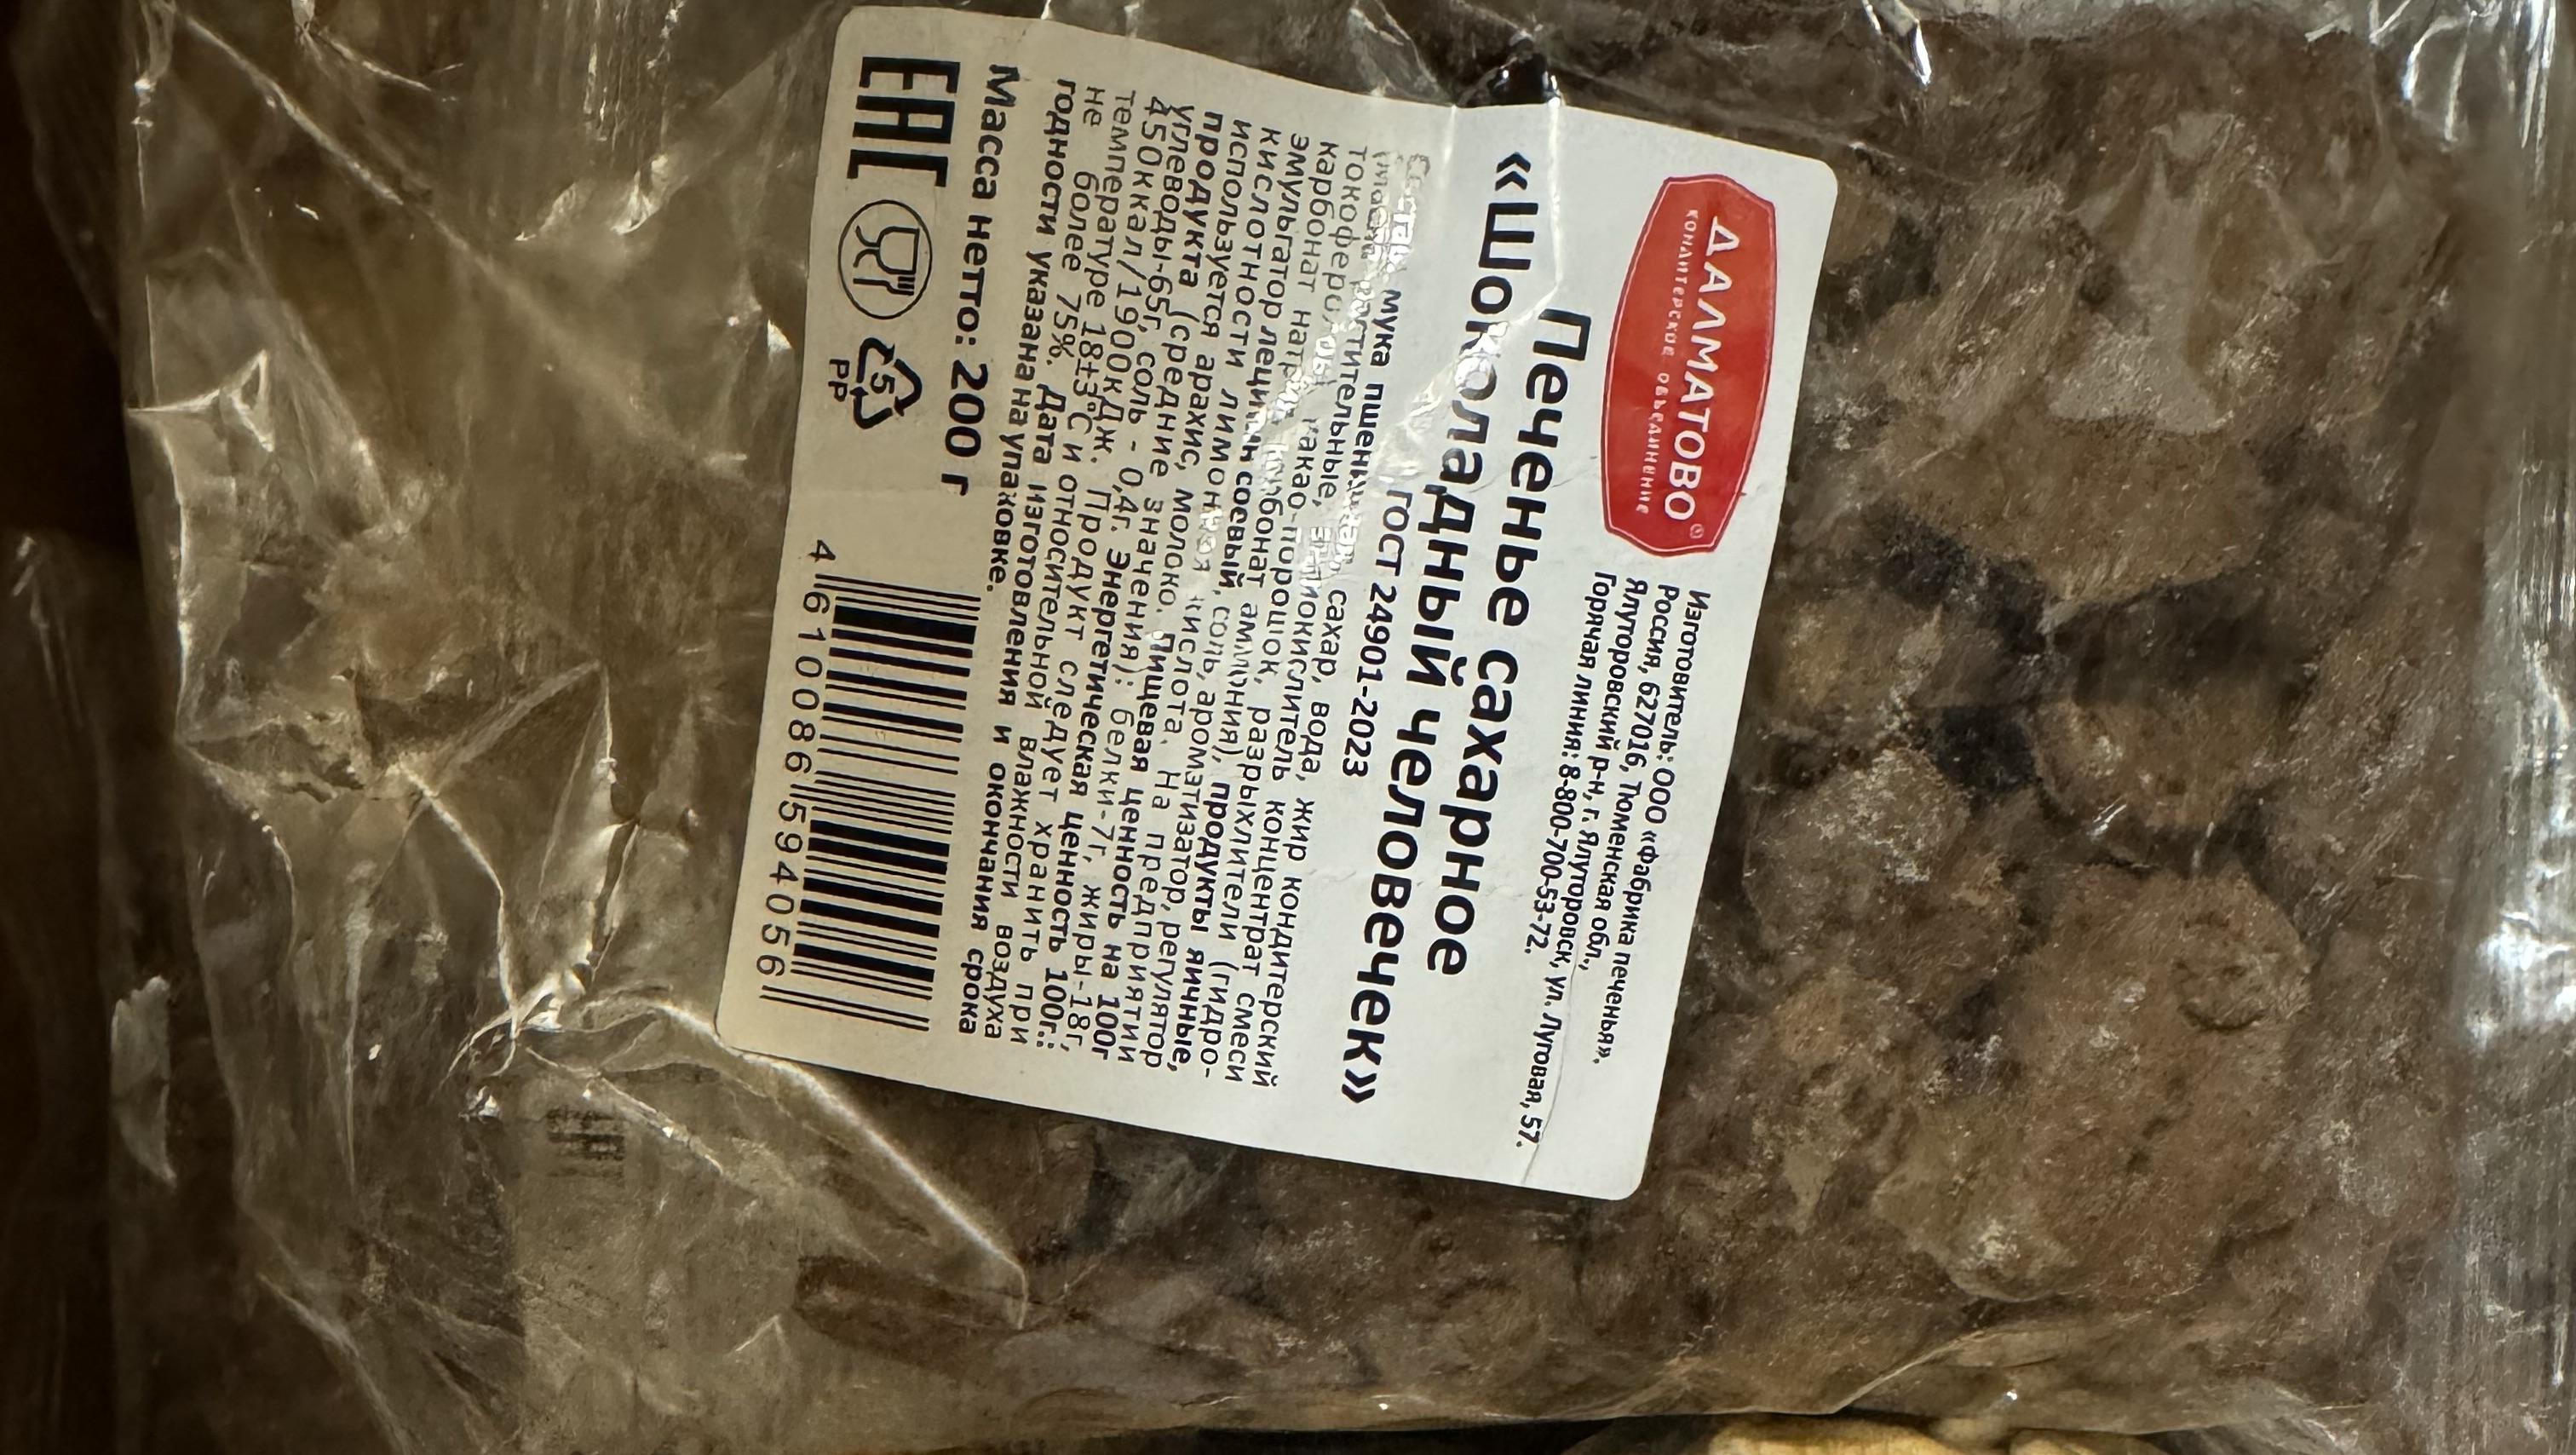 ДАЛМАТОВО®
КОНДИТЕРСКОЕ ОБЪЕДИНЕНИЕ
Изготовитель: ООО «Фабрика печенья».
Россия, 627016, Тюменская обл.,
Ялуторовский р-н, г. Ялуторовск, ул. Луговая, 57.
Горячая линия: 8-800-700-53-72.
Печенье сахарное
«Шоколадный человечек»
ГОСТ 24901-2023
мука пшеничная, сахар, вода, жир кондитерский
растительные, антиокислитель концентрат смеси
токоферолов), какао-порошок, разрыхлители (гидро-
карбонат натрия, карбонат аммония), продукты яичные,
эмульгатор лецитин соевый, соль, ароматизатор, регулятор
кислотности лимонная кислота. На предприятии
используется арахис, молоко. Пищевая ценность на 100г
продукта (средние значения): белки-7г, жиры-18г,
углеводы-65г, соль - 0,4г. Энергетическая ценность 100г.:
450ккал/1900кДж. Продукт следует хранить при
температуре 18±3°С и относительной влажности воздуха
не более 75%. Дата изготовления и окончания срока
годности указана на упаковке.
Масса нетто: 200 г
ЕАС
5
PP
4 610086 594056